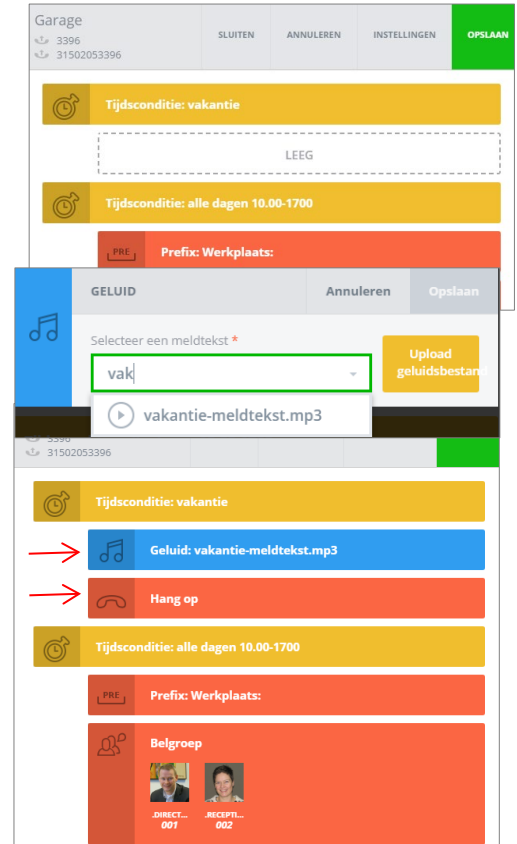 Garage
3396
31502053396
SLUITEN
ANNULEREN
INSTELLINGEN
OPSLAAN
Tijdsconditie: vakantie
LEEG
Tijdsconditie: alle dagen 10.00-1700
PRE
Prefix: Werkplaats:
GELUID
Annuleren
Opslaan
Selecteer een meldtekst *
vak
Upload
geluidsbestand
vakantie-meldtekst.mp3
3396
31502053396
Tijdsconditie: vakantie
Geluid: vakantie-meldtekst.mp3
Hang op
Tijdsconditie: alle dagen 10.00-1700
PRE
Prefix: Werkplaats:
Belgroep
.DIRECT... .RECEPTI...
001 002